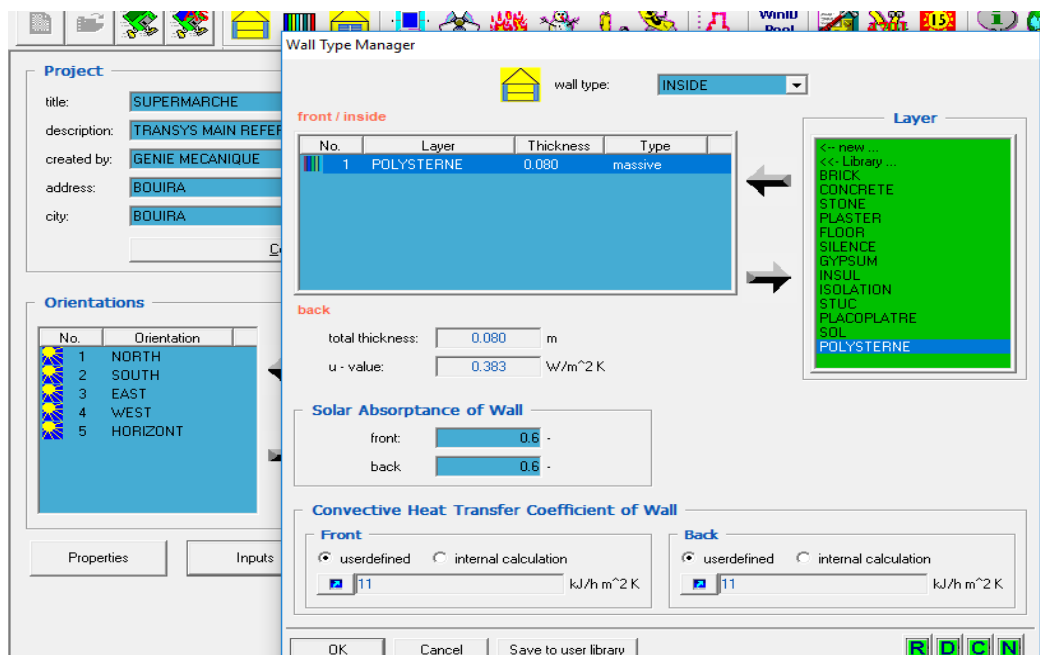 WinID
Pool
15
Wall Type Manager
Project
title: SUPERMARCHE
description: TRANSYS MAIN REFER
created by: GENIE MECANIQUE
address: BOUIRA
city: BOUIRA
Orientations
No. Orientation
1 NORTH
2 SOUTH
3 EAST
4 WEST
5 HORIZONT
Properties
Inputs
wall type: INSIDE
front / inside
No. Layer Thickness Type
1 POLYSTERNE 0.080 massive
Layer
<-- new ...
<<- Library ...
BRICK
CONCRETE
STONE
PLASTER
FLOOR
SILENCE
GYPSUM
INSUL
ISOLATION
STUC
PLACOPLATRE
SOL
POLYSTERNE
back
total thickness: 0.080 m
u - value: 0.383 W/m^2 K
Solar Absorptance of Wall
front: 0.6 -
back 0.6 -
Convective Heat Transfer Coefficient of Wall
Front
userdefined internal calculation
11 kJ/h m^2 K
Back
userdefined internal calculation
11 kJ/h m^2 K
OK Cancel Save to user library R D C N